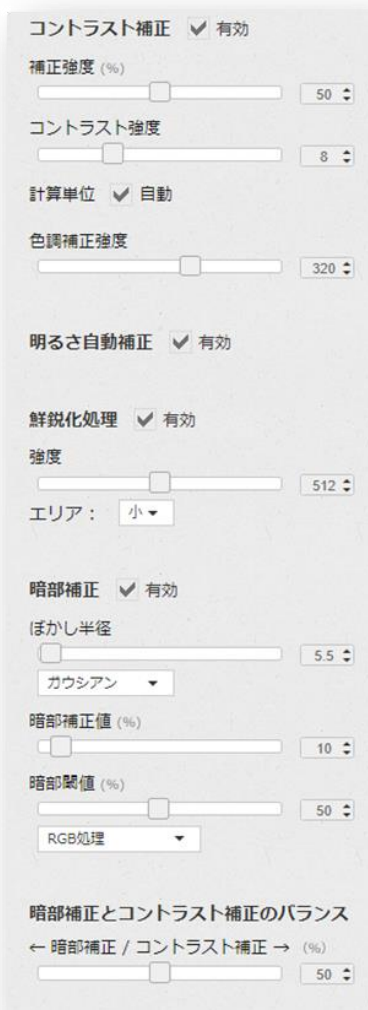 コントラスト補正 有効
補正強度 (%)
50
コントラスト強度
8
計算単位 自動
色調補正強度
320
明るさ自動補正 有効
鮮鋭化処理 有効
強度
512
エリア： 小
暗部補正 有効
ぼかし半径
5.5
ガウシアン
暗部補正値 (%)
10
暗部閾値 (%)
50
RGB処理
暗部補正とコントラスト補正のバランス
← 暗部補正 / コントラスト補正 → (%)
50